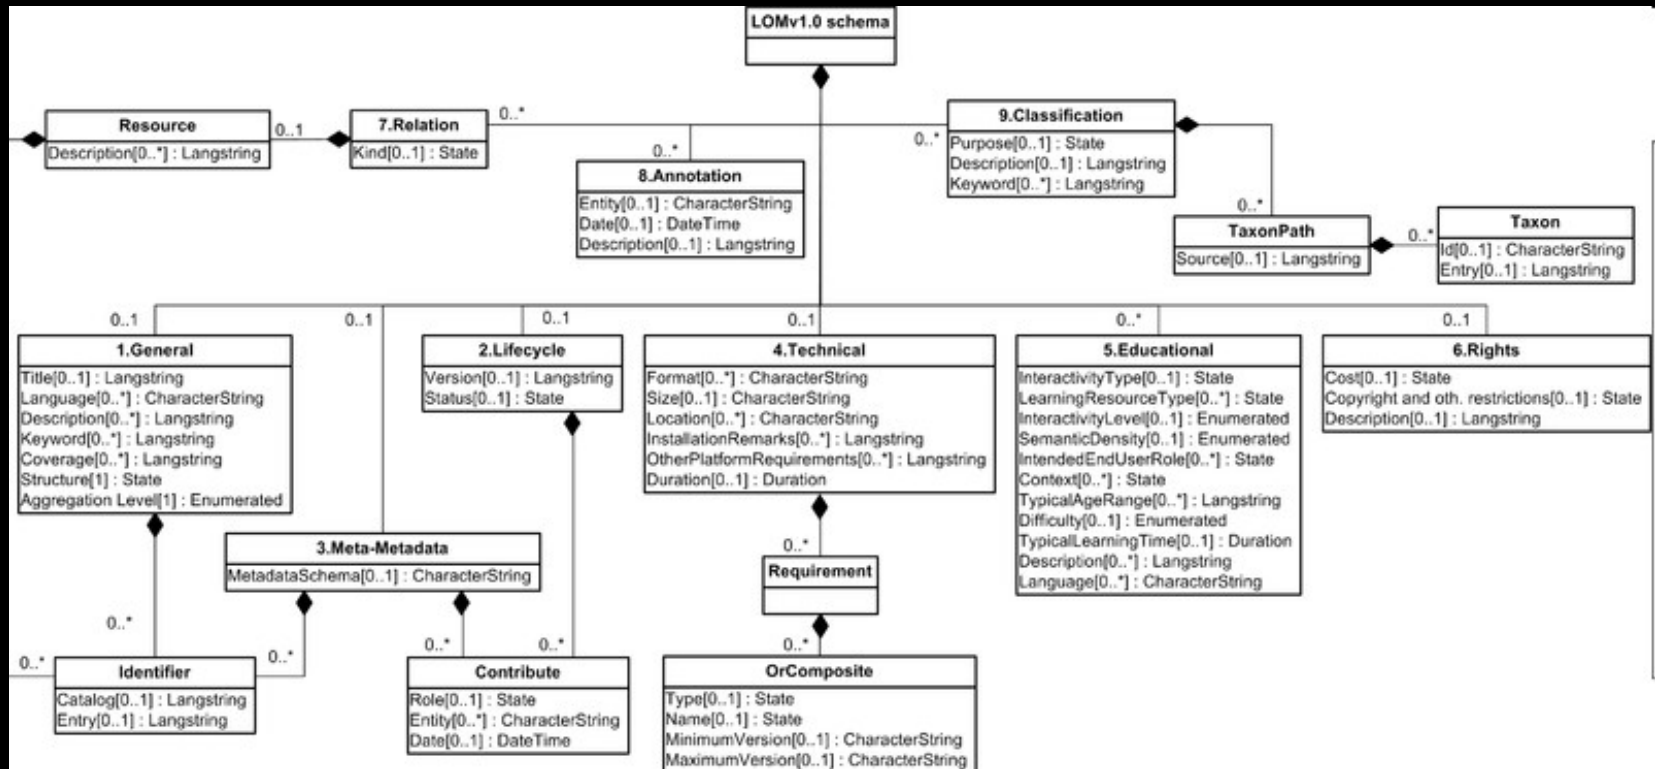 LOMv1.0 schema
Resource
Description[0..*] : Langstring
0..1
7.Relation
Kind[0..1] : State
0..*
0..*
8.Annotation
Entity[0..1] : CharacterString
Date[0..1] : DateTime
Description[0..1] : Langstring
0..*
9.Classification
Purpose[0..1] : State
Description[0..1] : Langstring
Keyword[0..*] : Langstring
0..*
TaxonPath
Source[0..1] : Langstring
0..*
Taxon
Id[0..1] : CharacterString
Entry[0..1] : Langstring
0..1
1.General
Title[0..1] : Langstring
Language[0..*] : CharacterString
Description[0..*] : Langstring
Keyword[0..*] : Langstring
Coverage[0..*] : Langstring
Structure[1] : State
Aggregation Level[1] : Enumerated
0..1
0..1
2.Lifecycle
Version[0..1] : Langstring
Status[0..1] : State
0..1
4.Technical
Format[0..*] : CharacterString
Size[0..1] : CharacterString
Location[0..*] : CharacterString
InstallationRemarks[0..*] : Langstring
OtherPlatformRequirements[0..*] : Langstring
Duration[0..1] : Duration
0..*
5.Educational
InteractivityType[0..1] : State
LearningResourceType[0..*] : State
InteractivityLevel[0..1] : Enumerated
SemanticDensity[0..1] : Enumerated
IntendedEndUserRole[0..*] : State
Context[0..*] : State
TypicalAgeRange[0..*] : Langstring
Difficulty[0..1] : Enumerated
TypicalLearningTime[0..1] : Duration
Description[0..*] : Langstring
Language[0..*] : CharacterString
0..1
6.Rights
Cost[0..1] : State
Copyright and oth. restrictions[0..1] : State
Description[0..1] : Langstring
3.Meta-Metadata
MetadataSchema[0..1] : CharacterString
0..*
Requirement
0..*
0..*
0..*
Identifier
Catalog[0..1] : Langstring
Entry[0..1] : Langstring
0..*
0..*
Contribute
Role[0..1] : State
Entity[0..*] : CharacterString
Date[0..1] : DateTime
0..*
OrComposite
Type[0..1] : State
Name[0..1] : State
MinimumVersion[0..1] : CharacterString
MaximumVersion[0..1] : CharacterString